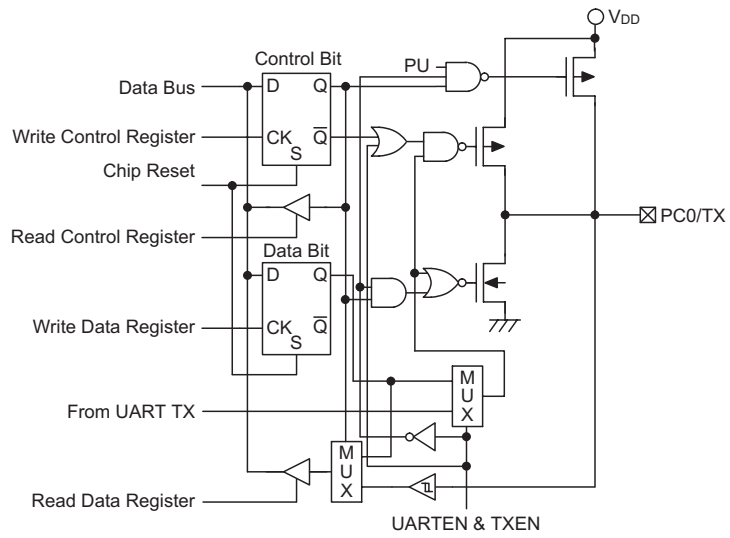 VDD
Control Bit
PU
Data Bus
D
Q
Write Control Register
CK
Q
S
Chip Reset
PC0/TX
Read Control Register
Data Bit
D
Q
Write Data Register
CK
Q
S
M
U
X
From UART TX
M
U
X
Read Data Register
UARTEN & TXEN